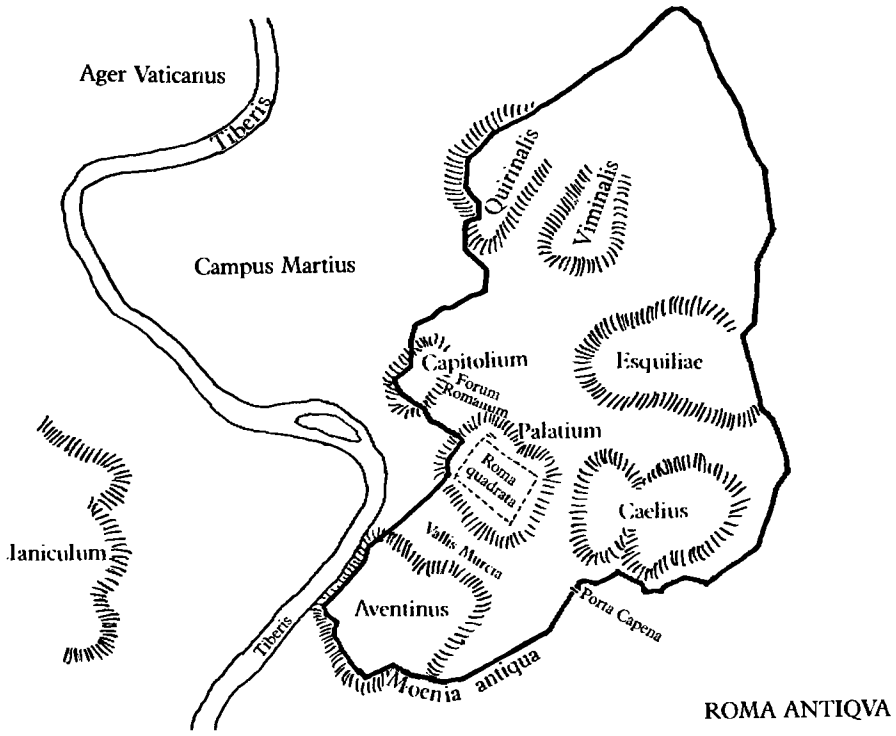 Ager Vaticanus
Tiberis
Quirinalis
Viminalis
Campus Martius
Capitolium
Esquiliae
Forum
Romanum
Palatium
Roma
quadrata
Caelius
Vallis Murcia
Janiculum
Aventinus
Porta Capena
Tiberis
Moenia antiqua
ROMA ANTIQVA